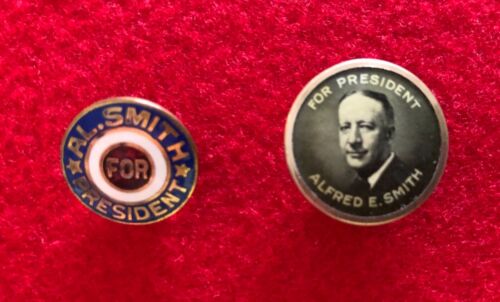 AL. SMITH
FOR
PRESIDENT
FOR PRESIDENT
ALFRED E. SMITH